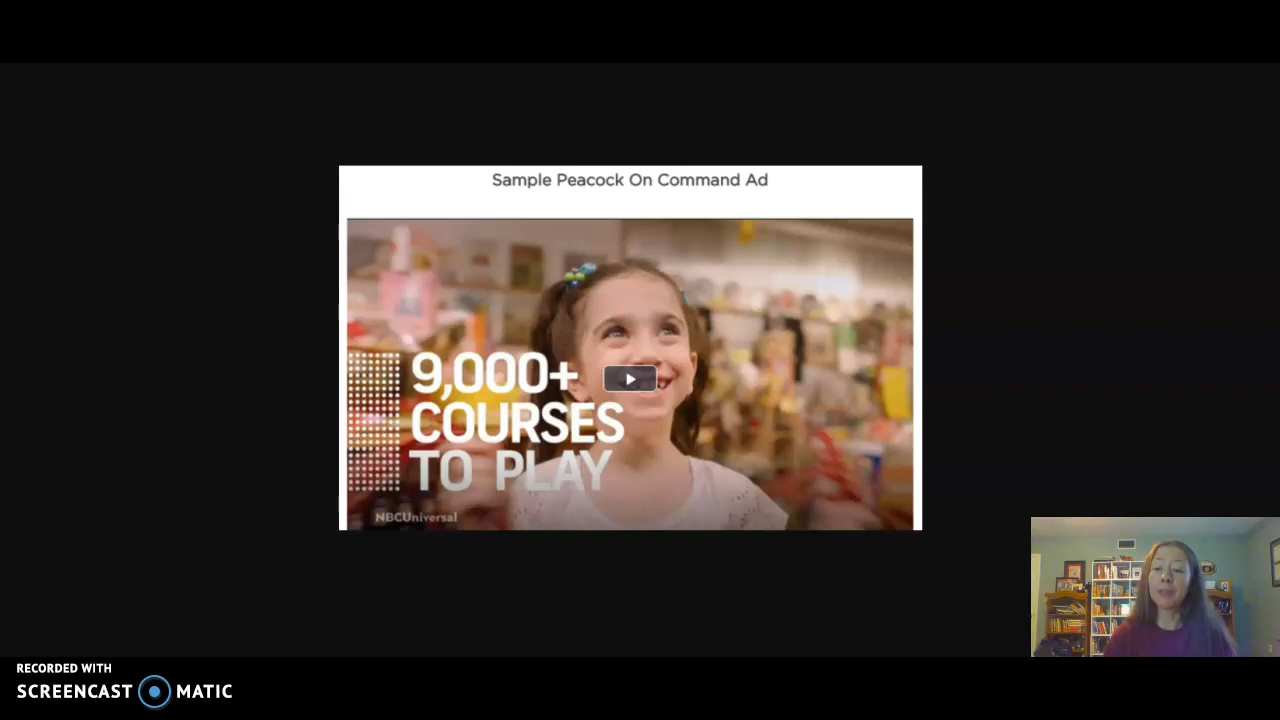 Sample Peacock On Command Ad
9,000+
COURSES
TO PLAY
NBCUniversal
RECORDED WITH
SCREENCAST MATIC